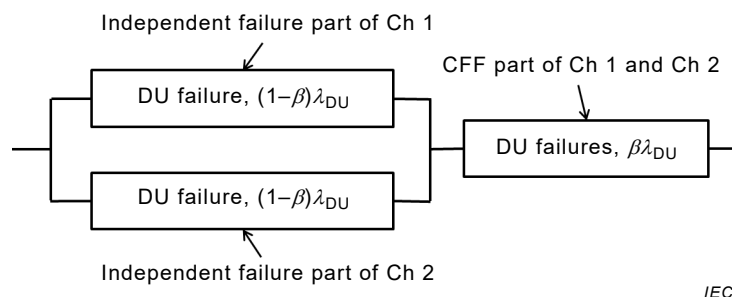 Independent failure part of Ch 1
CFF part of Ch 1 and Ch 2
DU failure, (1–β)λDU
DU failures, βλDU
DU failure, (1–β)λDU
Independent failure part of Ch 2
IEC